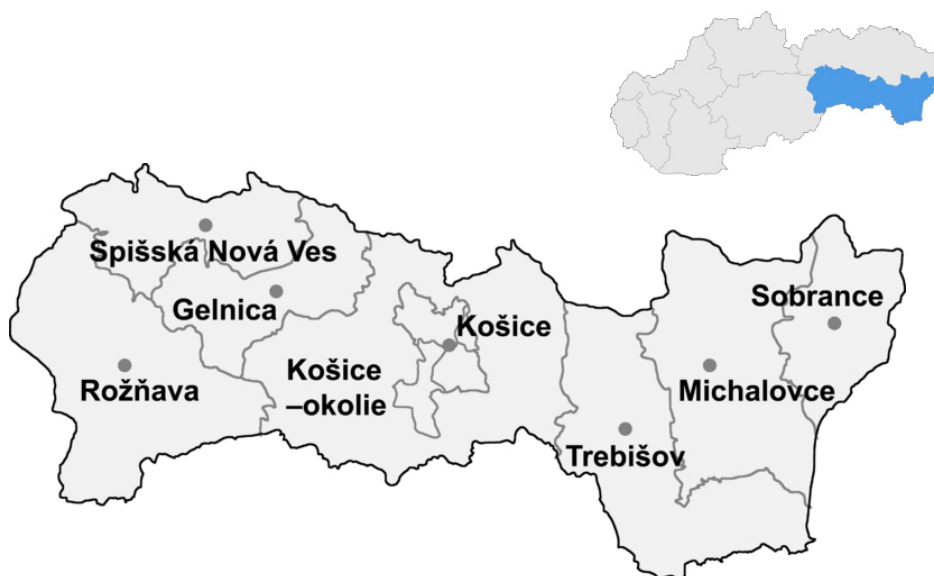 Spišská Nová Ves
Gelnica
Rožňava
Košice
–okolie
Košice
Trebišov
Michalovce
Sobrance